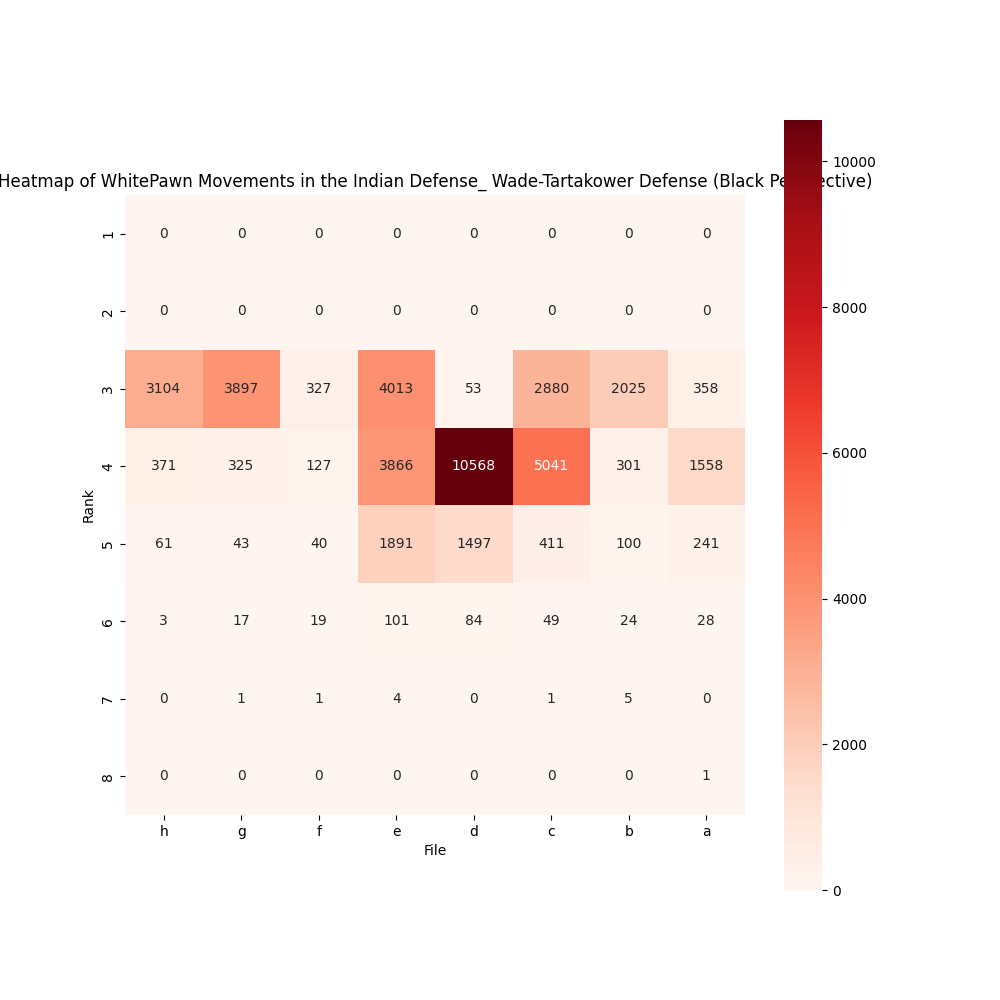 Heatmap of WhitePawn Movements in the Indian Defense_ Wade-Tartakower Defense (Black Pe ective)
10000
8000
6000
4000
2000
0
Rank
1 0 0 0 0 0 0 0 0
2 0 0 0 0 0 0 0 0
3 3104 3897 327 4013 53 2880 2025 358
4 371 325 127 3866 10568 5041 301 1558
5 61 43 40 1891 1497 411 100 241
6 3 17 19 101 84 49 24 28
7 0 1 1 4 0 1 5 0
8 0 0 0 0 0 0 0 1
h g f e d c b a
File